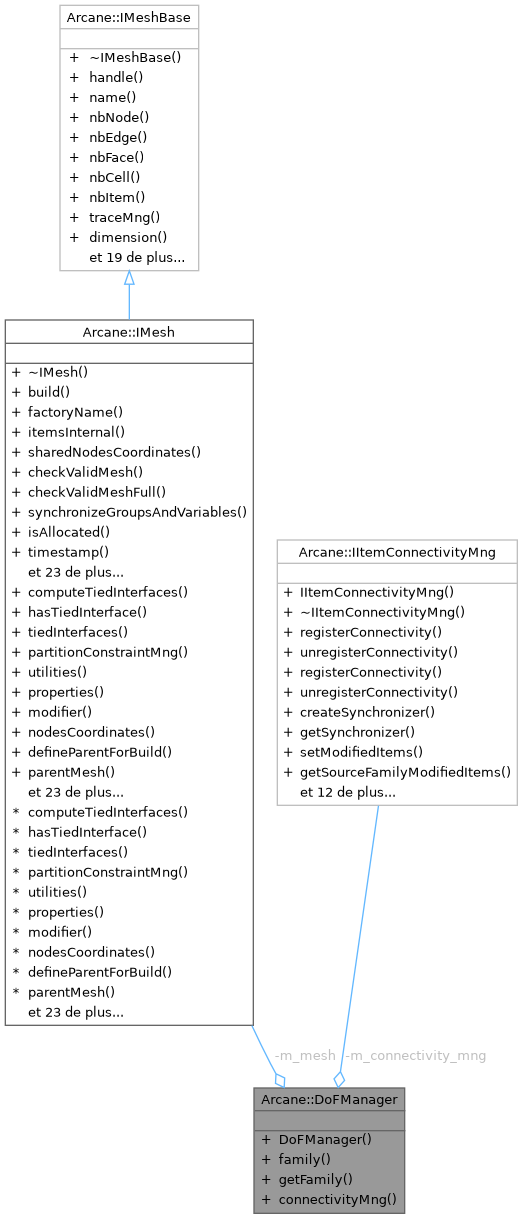 Arcane::IMeshBase
+ ~IMeshBase()
+ handle()
+ name()
+ nbNode()
+ nbEdge()
+ nbFace()
+ nbCell()
+ nbItem()
+ traceMng()
+ dimension()
et 19 de plus...
Arcane::IMesh
+ ~IMesh()
+ build()
+ factoryName()
+ itemsInternal()
+ sharedNodesCoordinates()
+ checkValidMesh()
+ checkValidMeshFull()
+ synchronizeGroupsAndVariables()
+ isAllocated()
+ timestamp()
et 23 de plus...
+ computeTiedInterfaces()
+ hasTiedInterface()
+ tiedInterfaces()
+ partitionConstraintMng()
+ utilities()
+ properties()
+ modifier()
+ nodesCoordinates()
+ defineParentForBuild()
+ parentMesh()
et 23 de plus...
* computeTiedInterfaces()
* hasTiedInterface()
* tiedInterfaces()
* partitionConstraintMng()
* utilities()
* properties()
* modifier()
* nodesCoordinates()
* defineParentForBuild()
* parentMesh()
et 23 de plus...
Arcane::IItemConnectivityMng
+ IItemConnectivityMng()
+ ~IItemConnectivityMng()
+ registerConnectivity()
+ unregisterConnectivity()
+ registerConnectivity()
+ unregisterConnectivity()
+ createSynchronizer()
+ getSynchronizer()
+ setModifiedItems()
+ getSourceFamilyModifiedItems()
et 12 de plus...
-m_mesh
-m_connectivity_mng
Arcane::DoFManager
+ DoFManager()
+ family()
+ getFamily()
+ connectivityMng()